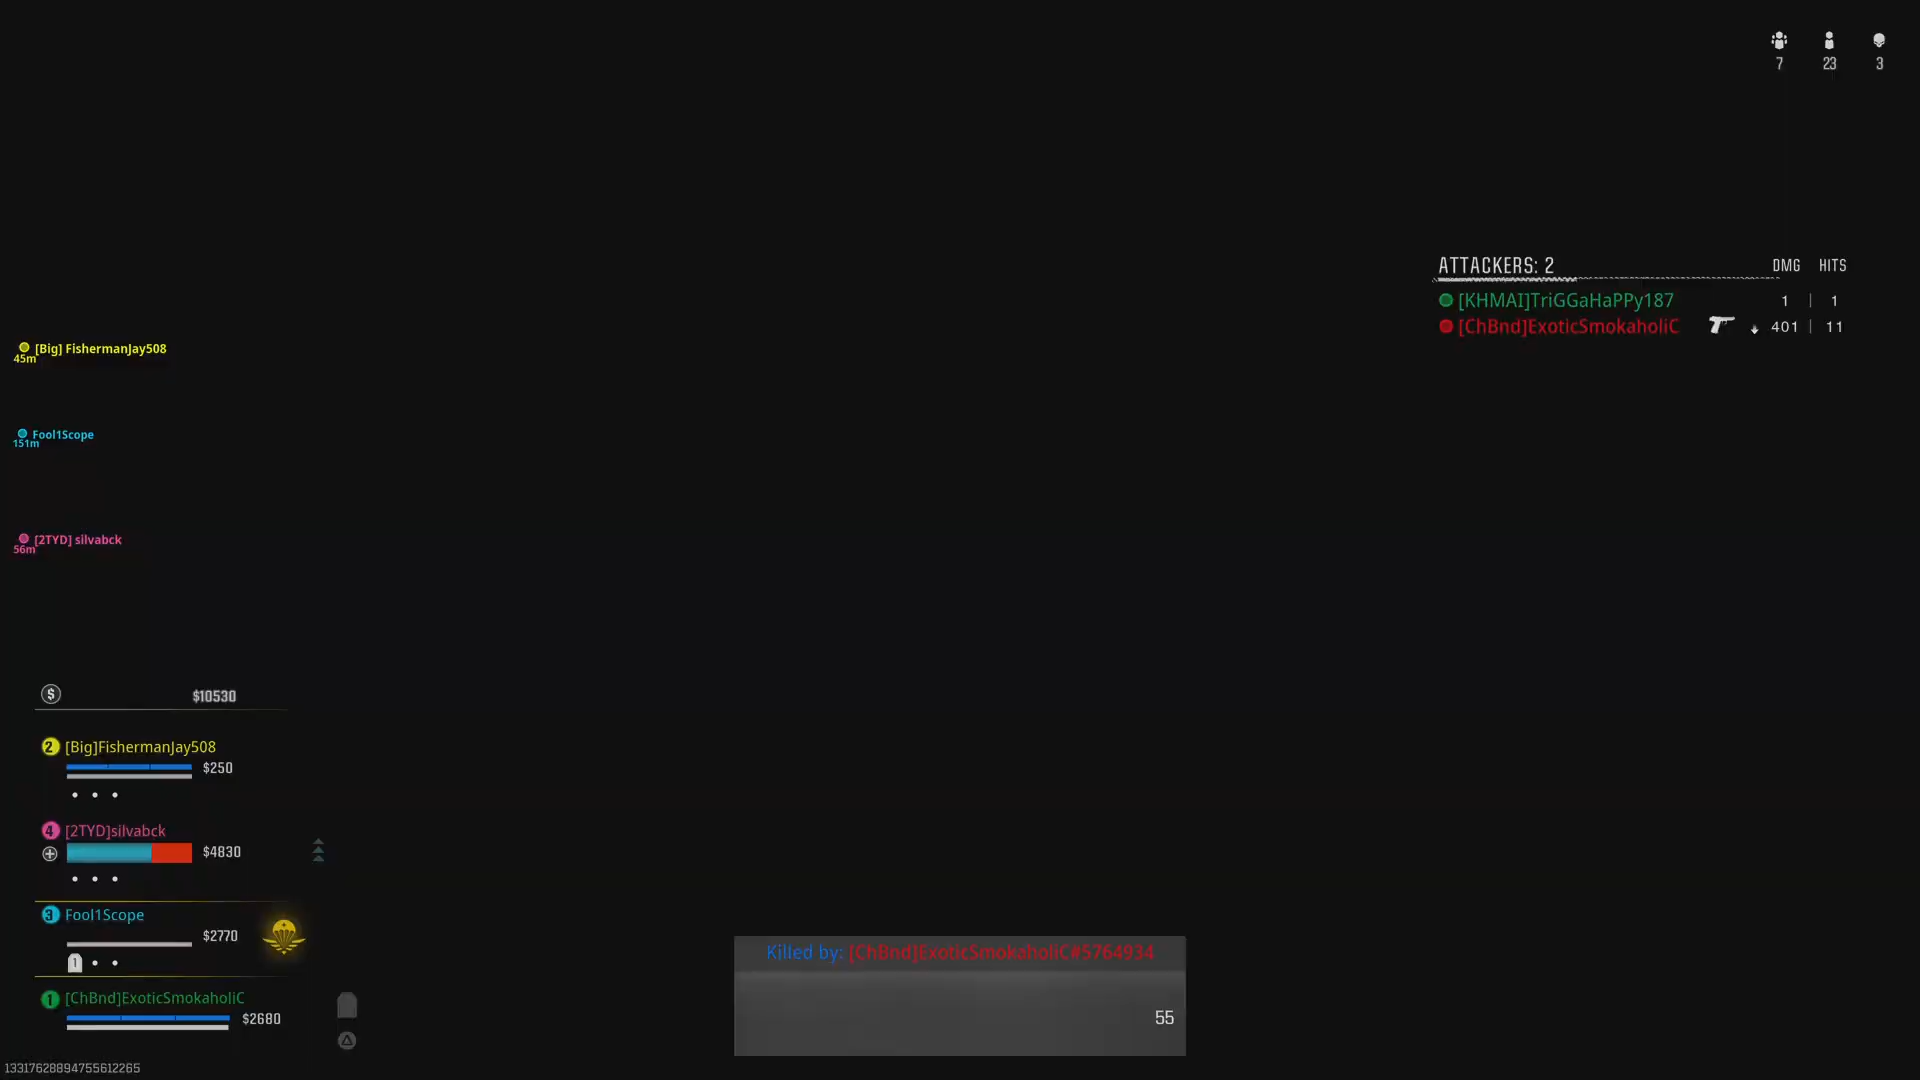 7 23 3
ATTACKERS: 2 DMG HITS
[KHMAI]TriGGaHaPPy187 1 | 1
[ChBnd]ExoticSmokaholiC 401 | 11
[Big] FishermanJay508
45m
Fool1Scope
151m
[2TYD] silvabck
56m
$ $10530
2 [Big]FishermanJay508
$250
4 [2TYD]silvabck
$4830
3 Fool1Scope
$2770
1
1 [ChBnd]ExoticSmokaholiC
$2680
Killed by: [ChBnd]ExoticSmokaholiC#5764934
55
13317628894755612265